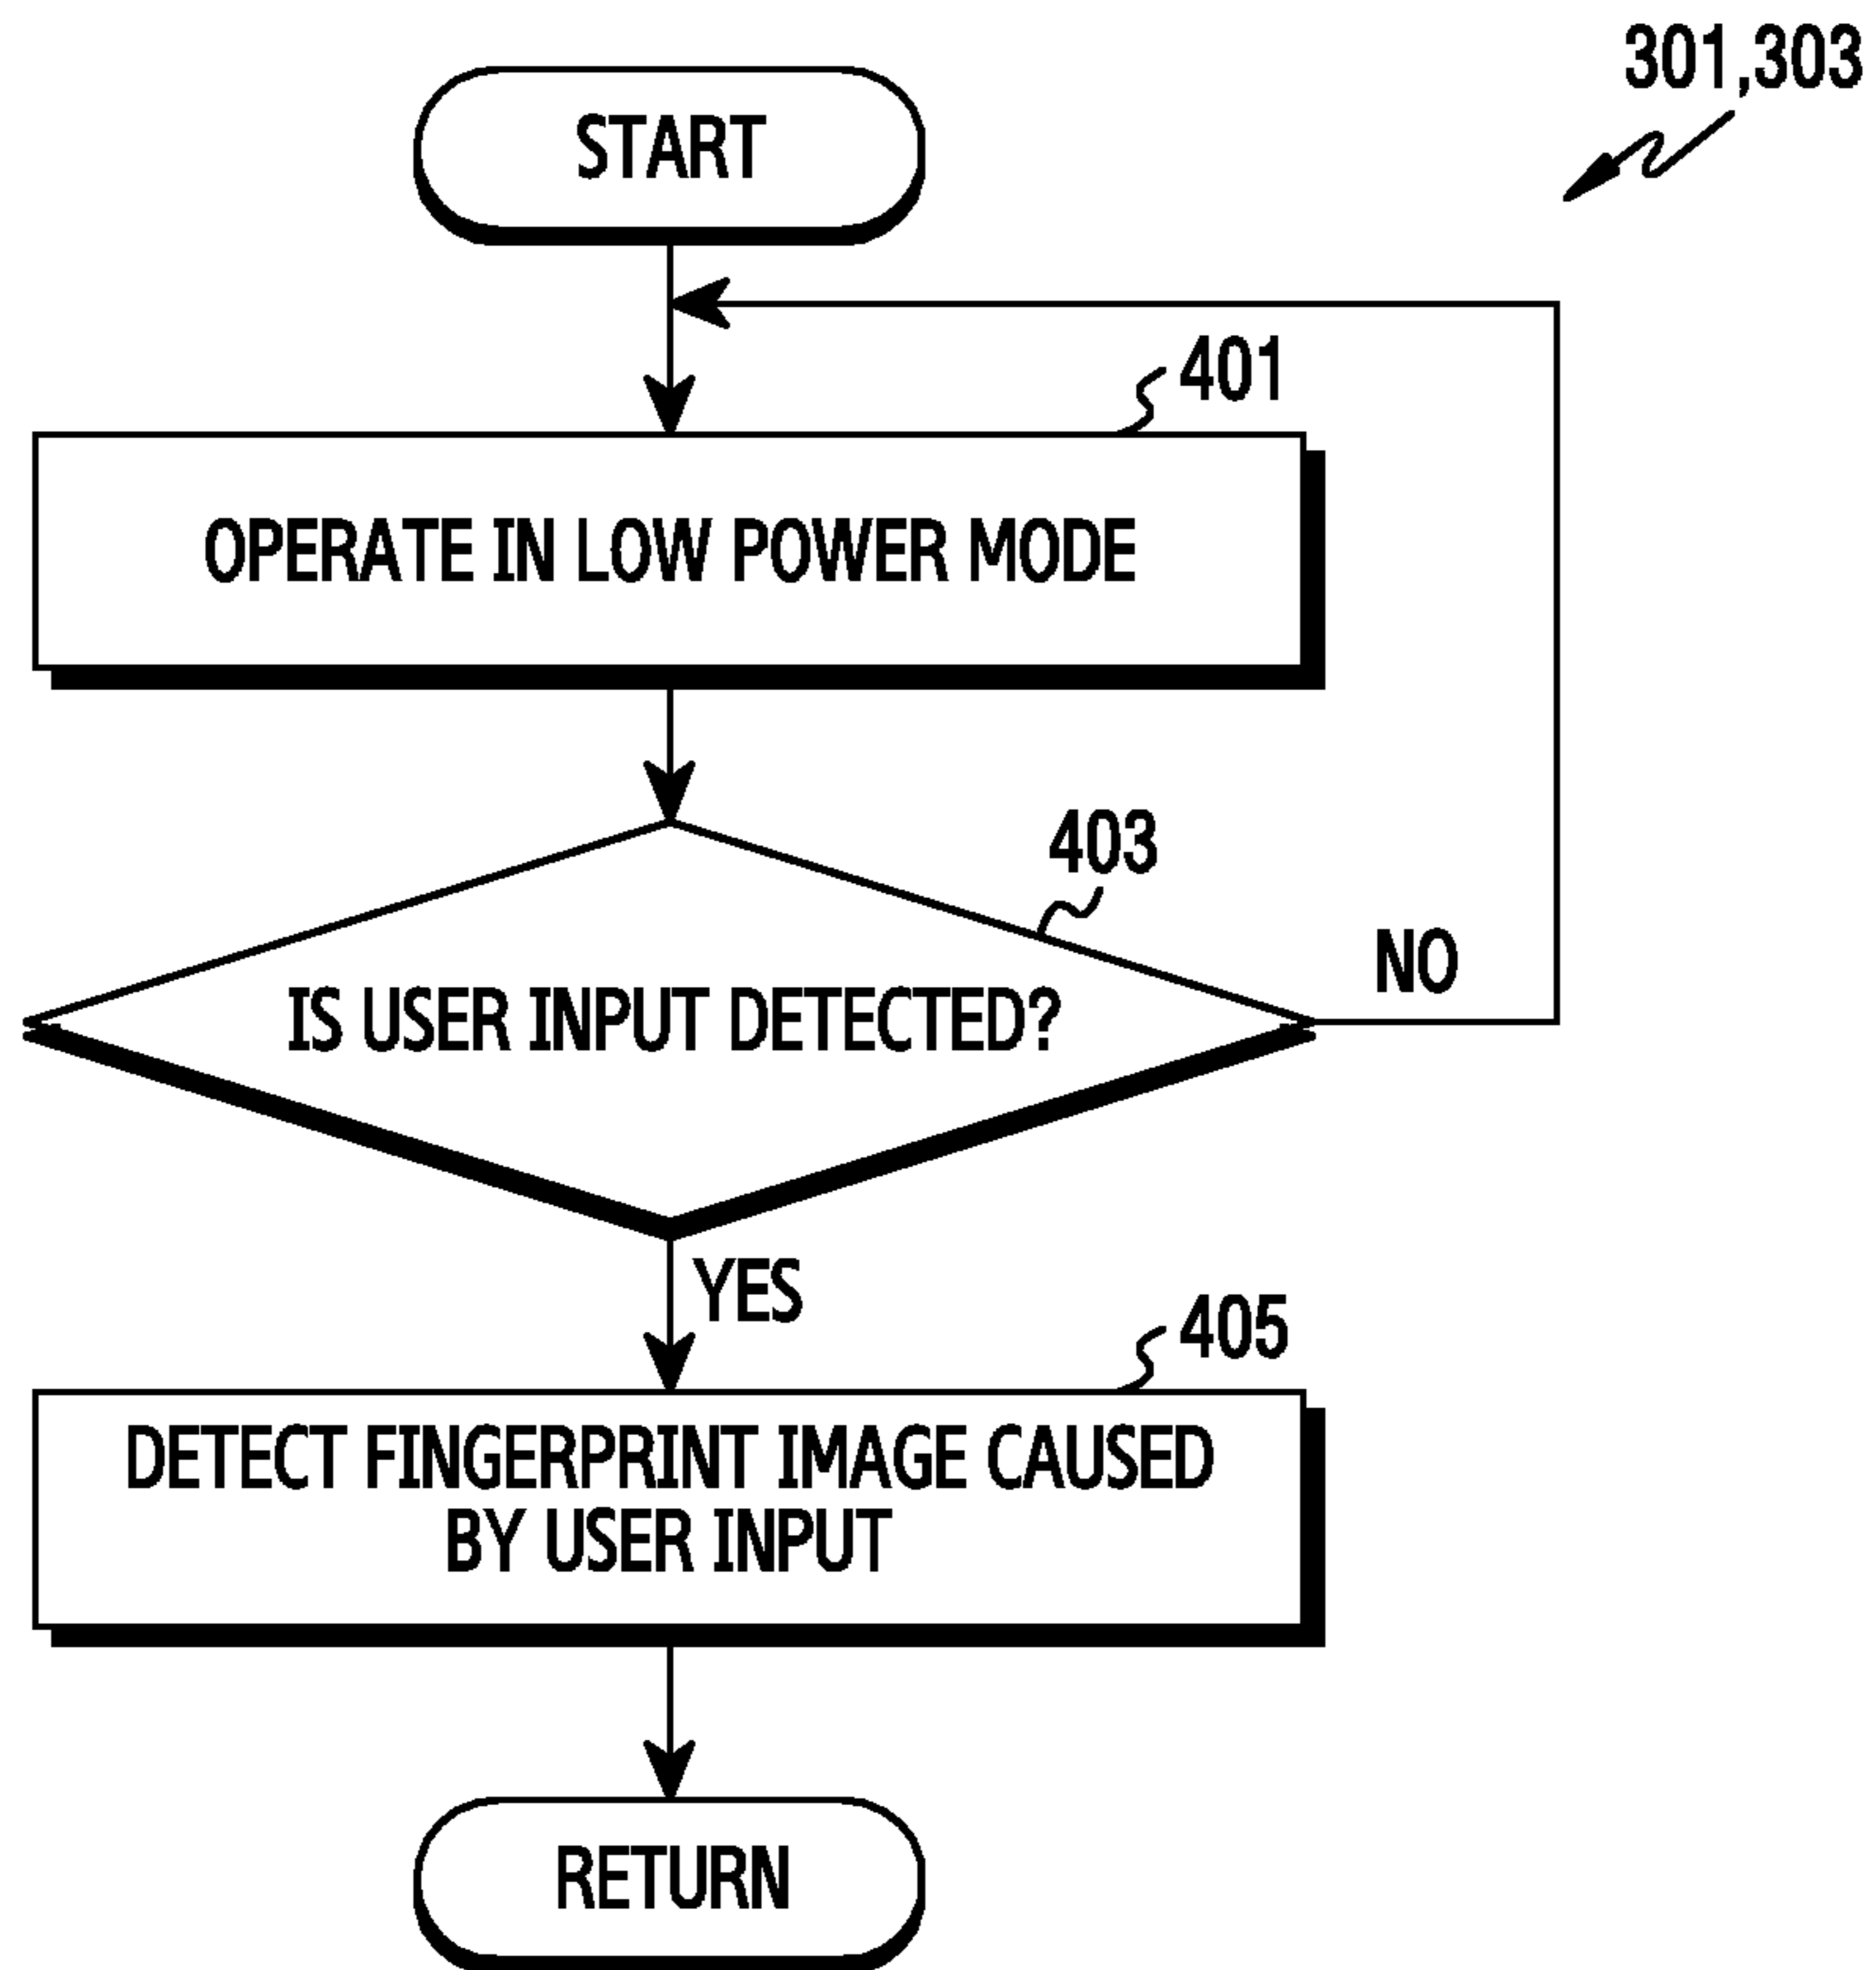 301,303
START
401
OPERATE IN LOW POWER MODE
403
IS USER INPUT DETECTED?
NO
YES
405
DETECT FINGERPRINT IMAGE CAUSED
BY USER INPUT
RETURN